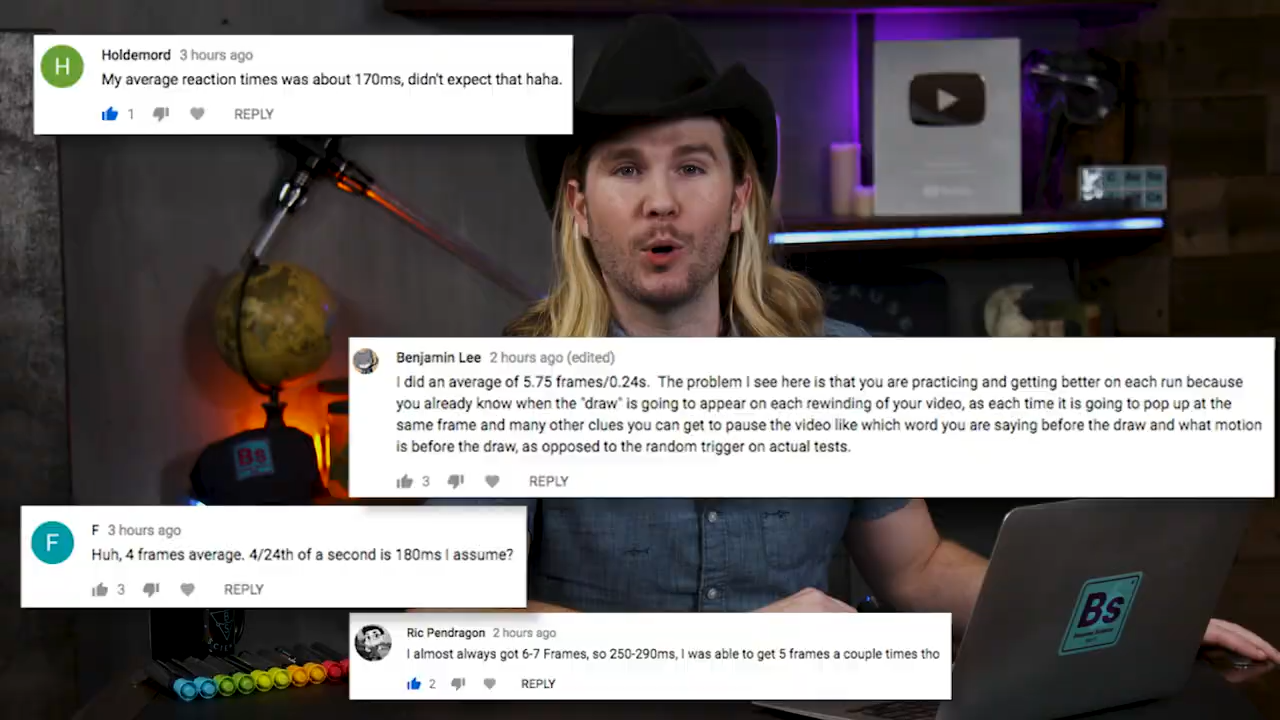 Holdemord 3 hours ago
My average reaction times was about 170ms, didn't expect that haha.
1 REPLY
Benjamin Lee 2 hours ago (edited)
I did an average of 5.75 frames/0.24s. The problem I see here is that you are practicing and getting better on each run because
you already know when the "draw" is going to appear on each rewinding of your video, as each time it is going to pop up at the
same frame and many other clues you can get to pause the video like which word you are saying before the draw and what motion
is before the draw, as opposed to the random trigger on actual tests.
3 REPLY
F 3 hours ago
Huh, 4 frames average. 4/24th of a second is 180ms I assume?
3 REPLY
Ric Pendragon 2 hours ago
I almost always got 6-7 Frames, so 250-290ms, I was able to get 5 frames a couple times tho
2 REPLY
H
F
Bs
Bs